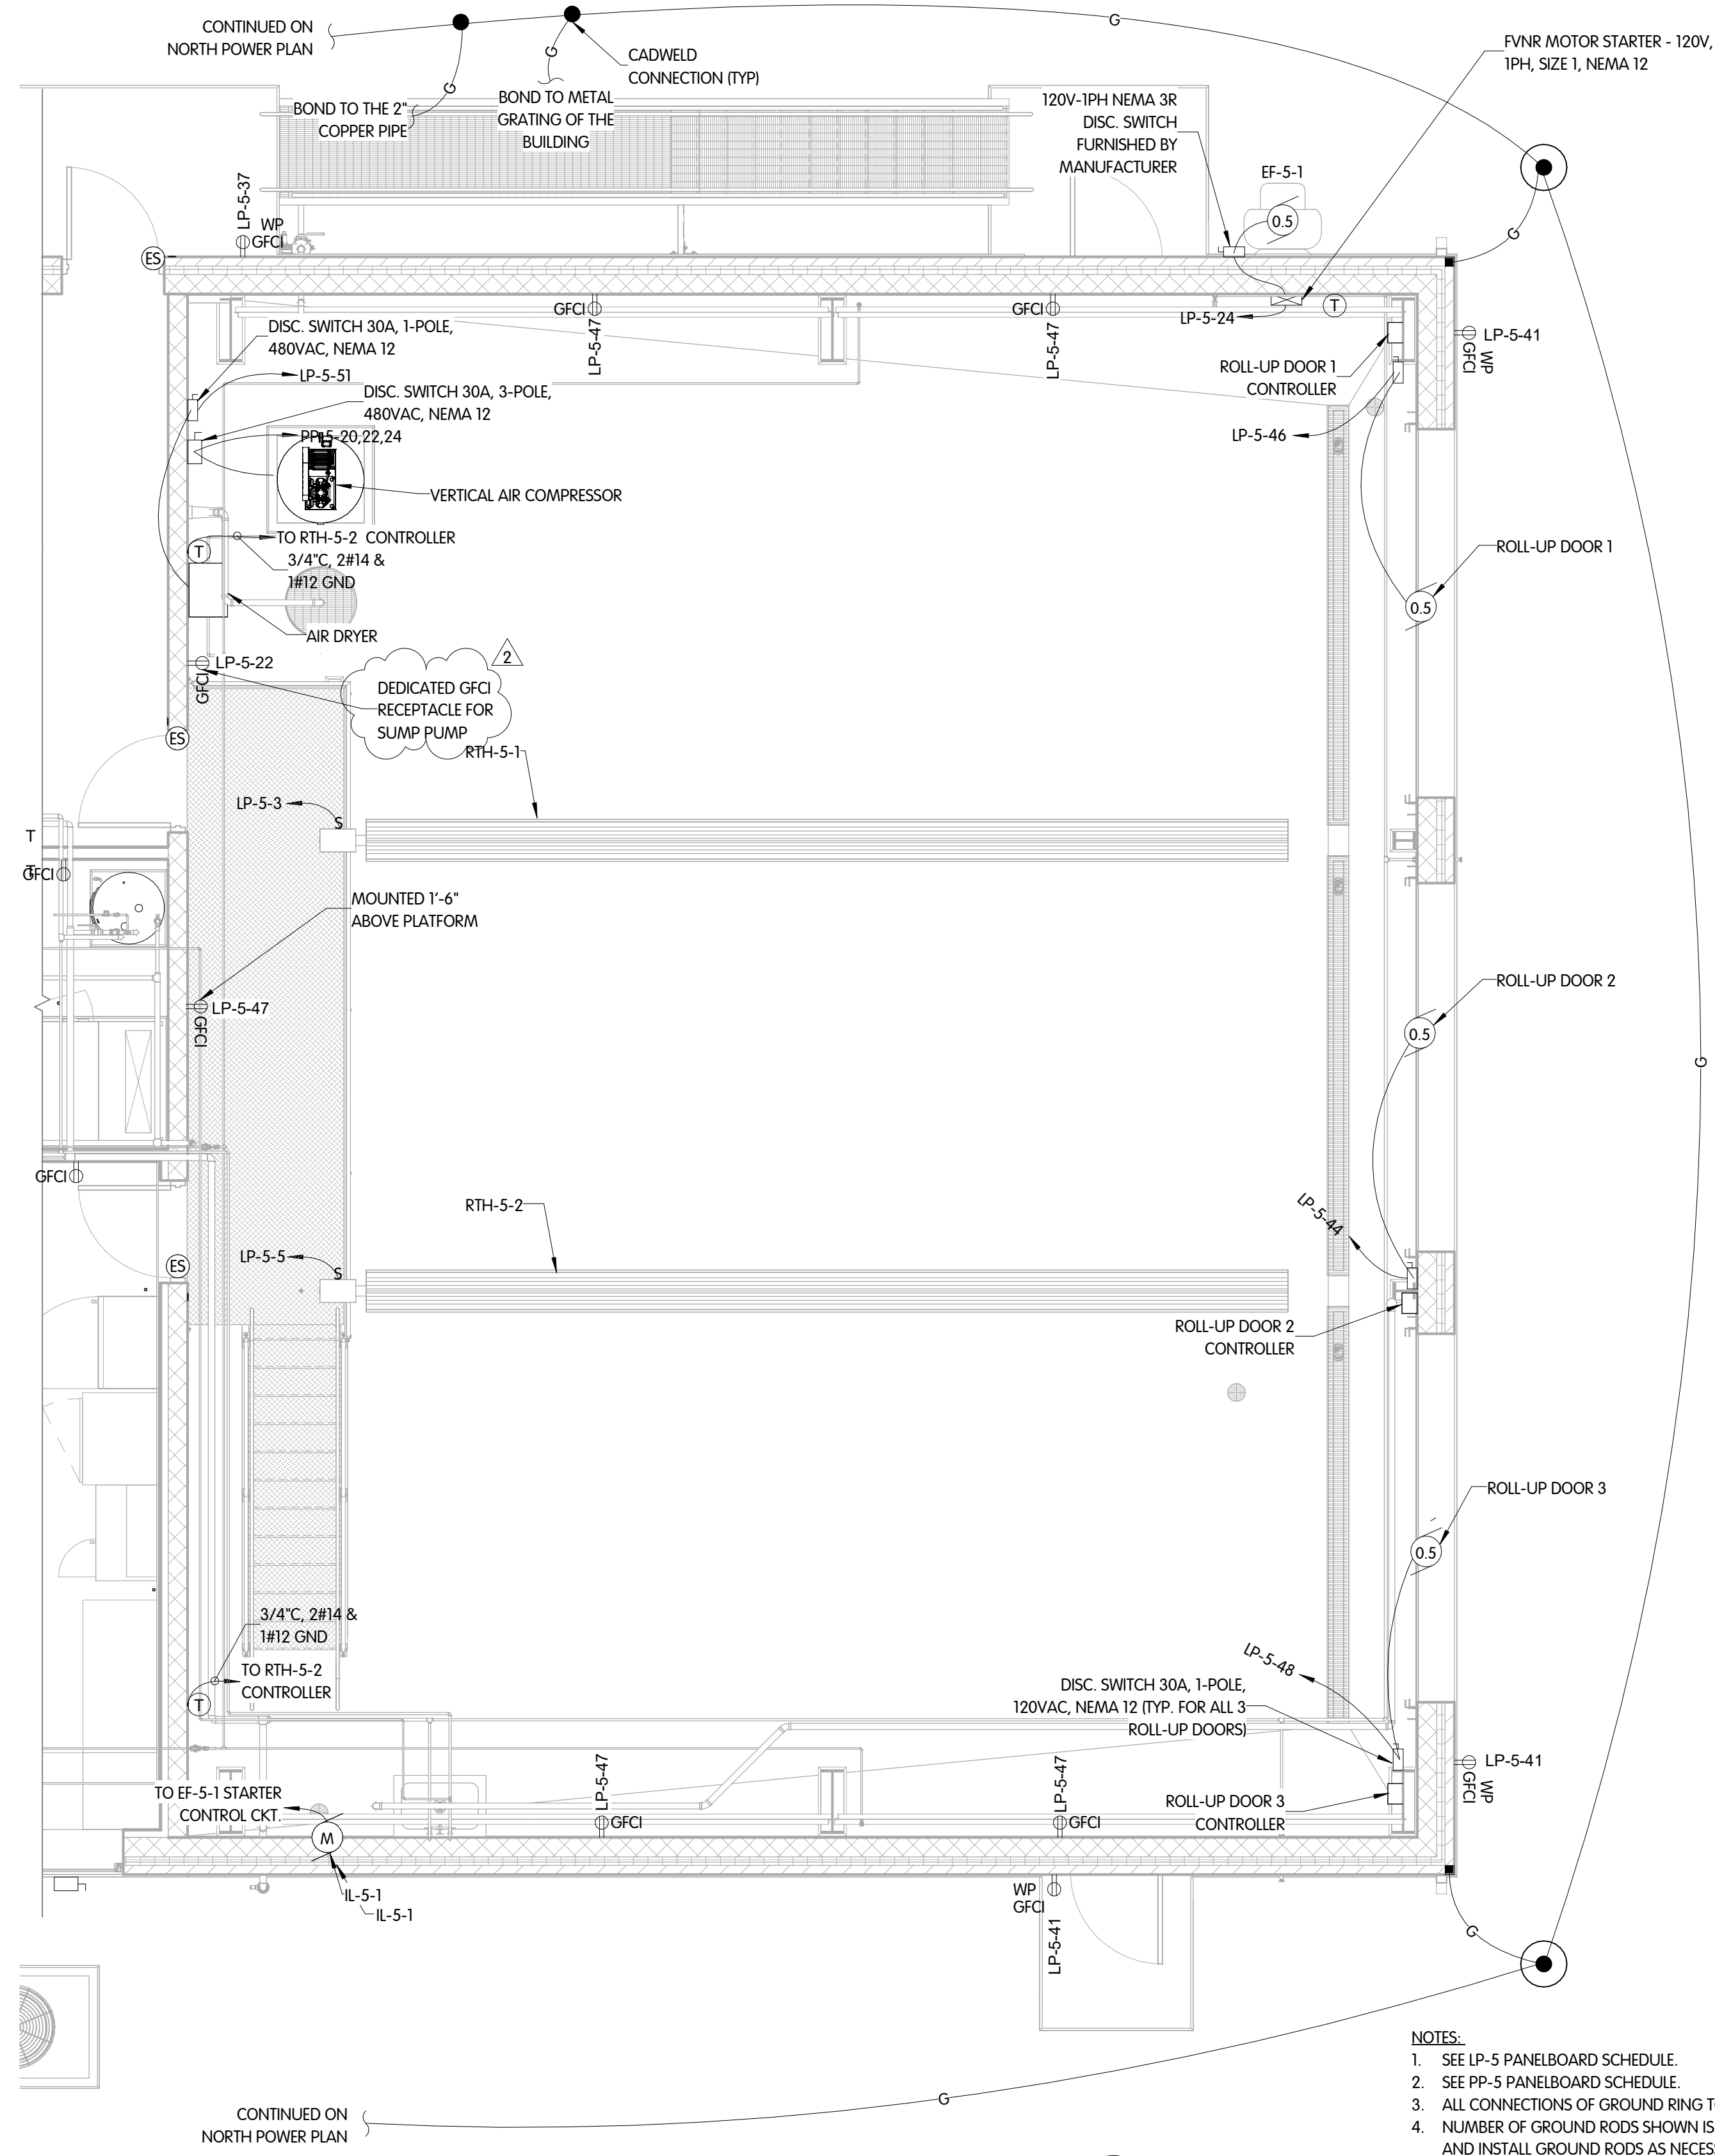 CONTINUED ON
NORTH POWER PLAN
CADWELD
CONNECTION (TYP)
G
G
G
FVNR MOTOR STARTER - 120V,
1PH, SIZE 1, NEMA 12
BOND TO THE 2"
COPPER PIPE
BOND TO METAL
GRATING OF THE
BUILDING
120V-1PH NEMA 3R
DISC. SWITCH
FURNISHED BY
MANUFACTURER
EF-5-1
0.5
G
LP-5-37
WP
GFCI
ES
GFCI
LP-5-47
GFCI
LP-5-47
LP-5-24
T
DISC. SWITCH 30A, 1-POLE,
480VAC, NEMA 12
LP-5-51
DISC. SWITCH 30A, 3-POLE,
480VAC, NEMA 12
PP-5-20,22,24
VERTICAL AIR COMPRESSOR
ROLL-UP DOOR 1
CONTROLLER
LP-5-41
GFCI
WP
LP-5-46
TO RTH-5-2 CONTROLLER
T
3/4"C, 2#14 &
1#12 GND
AIR DRYER
ROLL-UP DOOR 1
0.5
LP-5-22
GFCI
2
DEDICATED GFCI
RECEPTACLE FOR
SUMP PUMP
ES
RTH-5-1
LP-5-3
S
T
T
GFCI
MOUNTED 1'-6"
ABOVE PLATFORM
LP-5-47
GFCI
ROLL-UP DOOR 2
0.5
G
GFCI
RTH-5-2
LP-5-44
ES
LP-5-5
S
ROLL-UP DOOR 2
CONTROLLER
ROLL-UP DOOR 3
0.5
3/4"C, 2#14 &
1#12 GND
TO RTH-5-2
CONTROLLER
T
LP-5-48
DISC. SWITCH 30A, 1-POLE,
120VAC, NEMA 12 (TYP. FOR ALL 3
ROLL-UP DOORS)
LP-5-41
GFCI
WP
TO EF-5-1 STARTER
CONTROL CKT.
M
LP-5-47
GFCI
LP-5-47
GFCI
ROLL-UP DOOR 3
CONTROLLER
IL-5-1
IL-5-1
WP
GFCI
LP-5-41
G
G
CONTINUED ON
NORTH POWER PLAN
NOTES:
1. SEE LP-5 PANELBOARD SCHEDULE.
2. SEE PP-5 PANELBOARD SCHEDULE.
3. ALL CONNECTIONS OF GROUND RING
4. NUMBER OF GROUND RODS SHOWN IS
AND INSTALL GROUND RODS AS